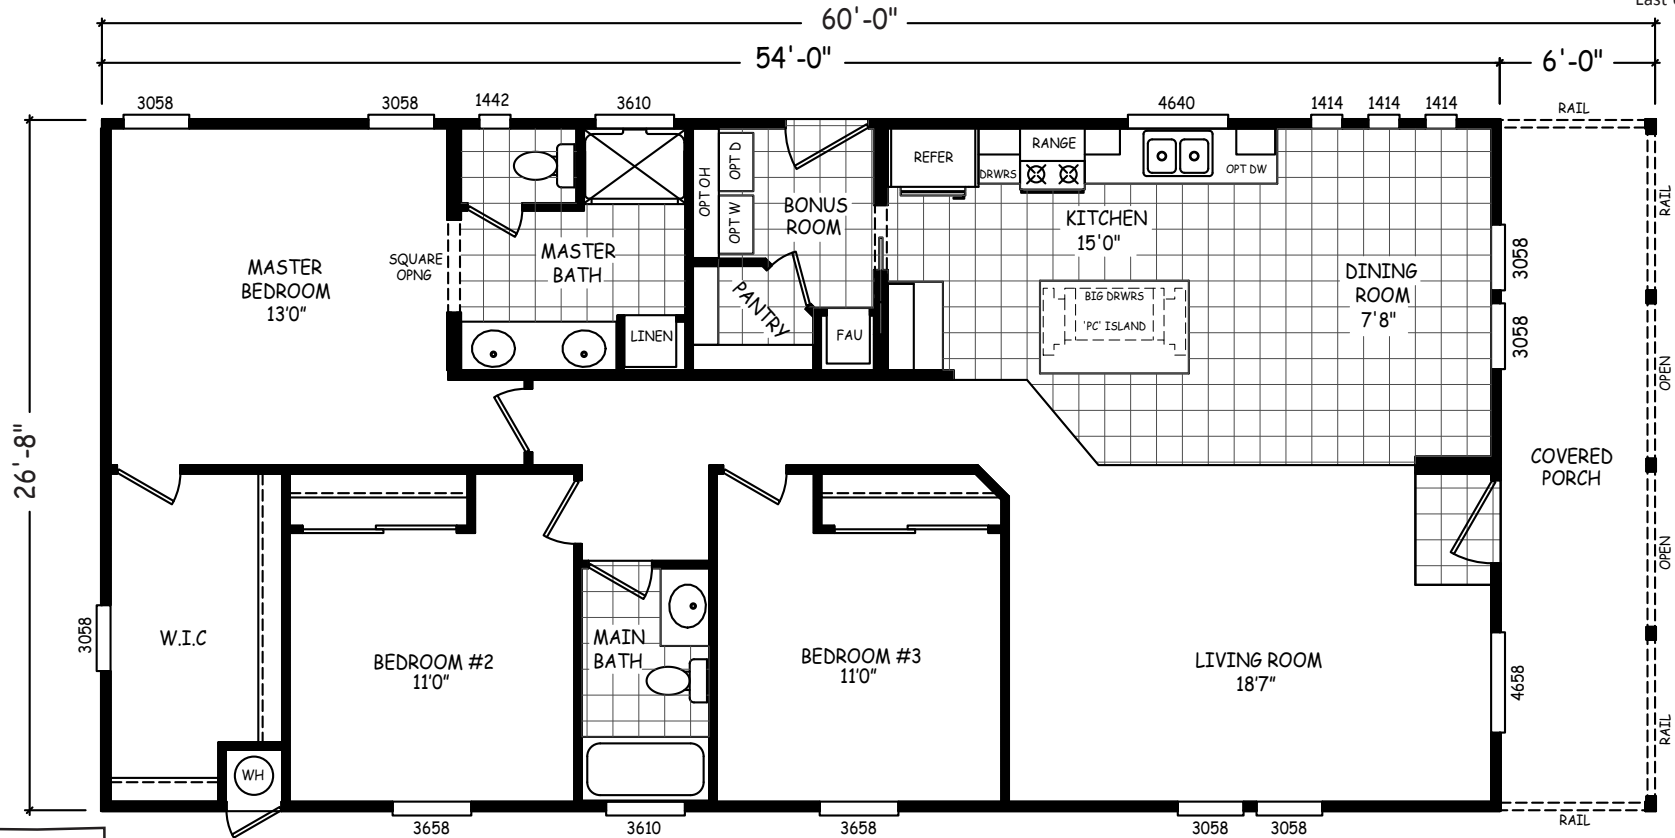 Last
60'-0"
54'-0"
6'-0"
3058
3058
1442
3610
4640
1414
1414
1414
RAIL
OPT OH
OPT D
OPT W
REFER
DRWRS
RANGE
OPT DW
RAIL
BONUS
ROOM
KITCHEN
15'0"
MASTER
BEDROOM
13'0"
SQUARE
OPNG
MASTER
BATH
DINING
ROOM
7'8"
3058
3058
BIG DRWRS
'PC' ISLAND
PANTRY
LINEN
FAU
OPEN
26'-8"
COVERED
PORCH
OPEN
3058
W.I.C
BEDROOM #2
11'0"
MAIN
BATH
BEDROOM #3
11'0"
LIVING ROOM
18'7"
4658
RAIL
WH
3658
3610
3658
3058
3058
RAIL